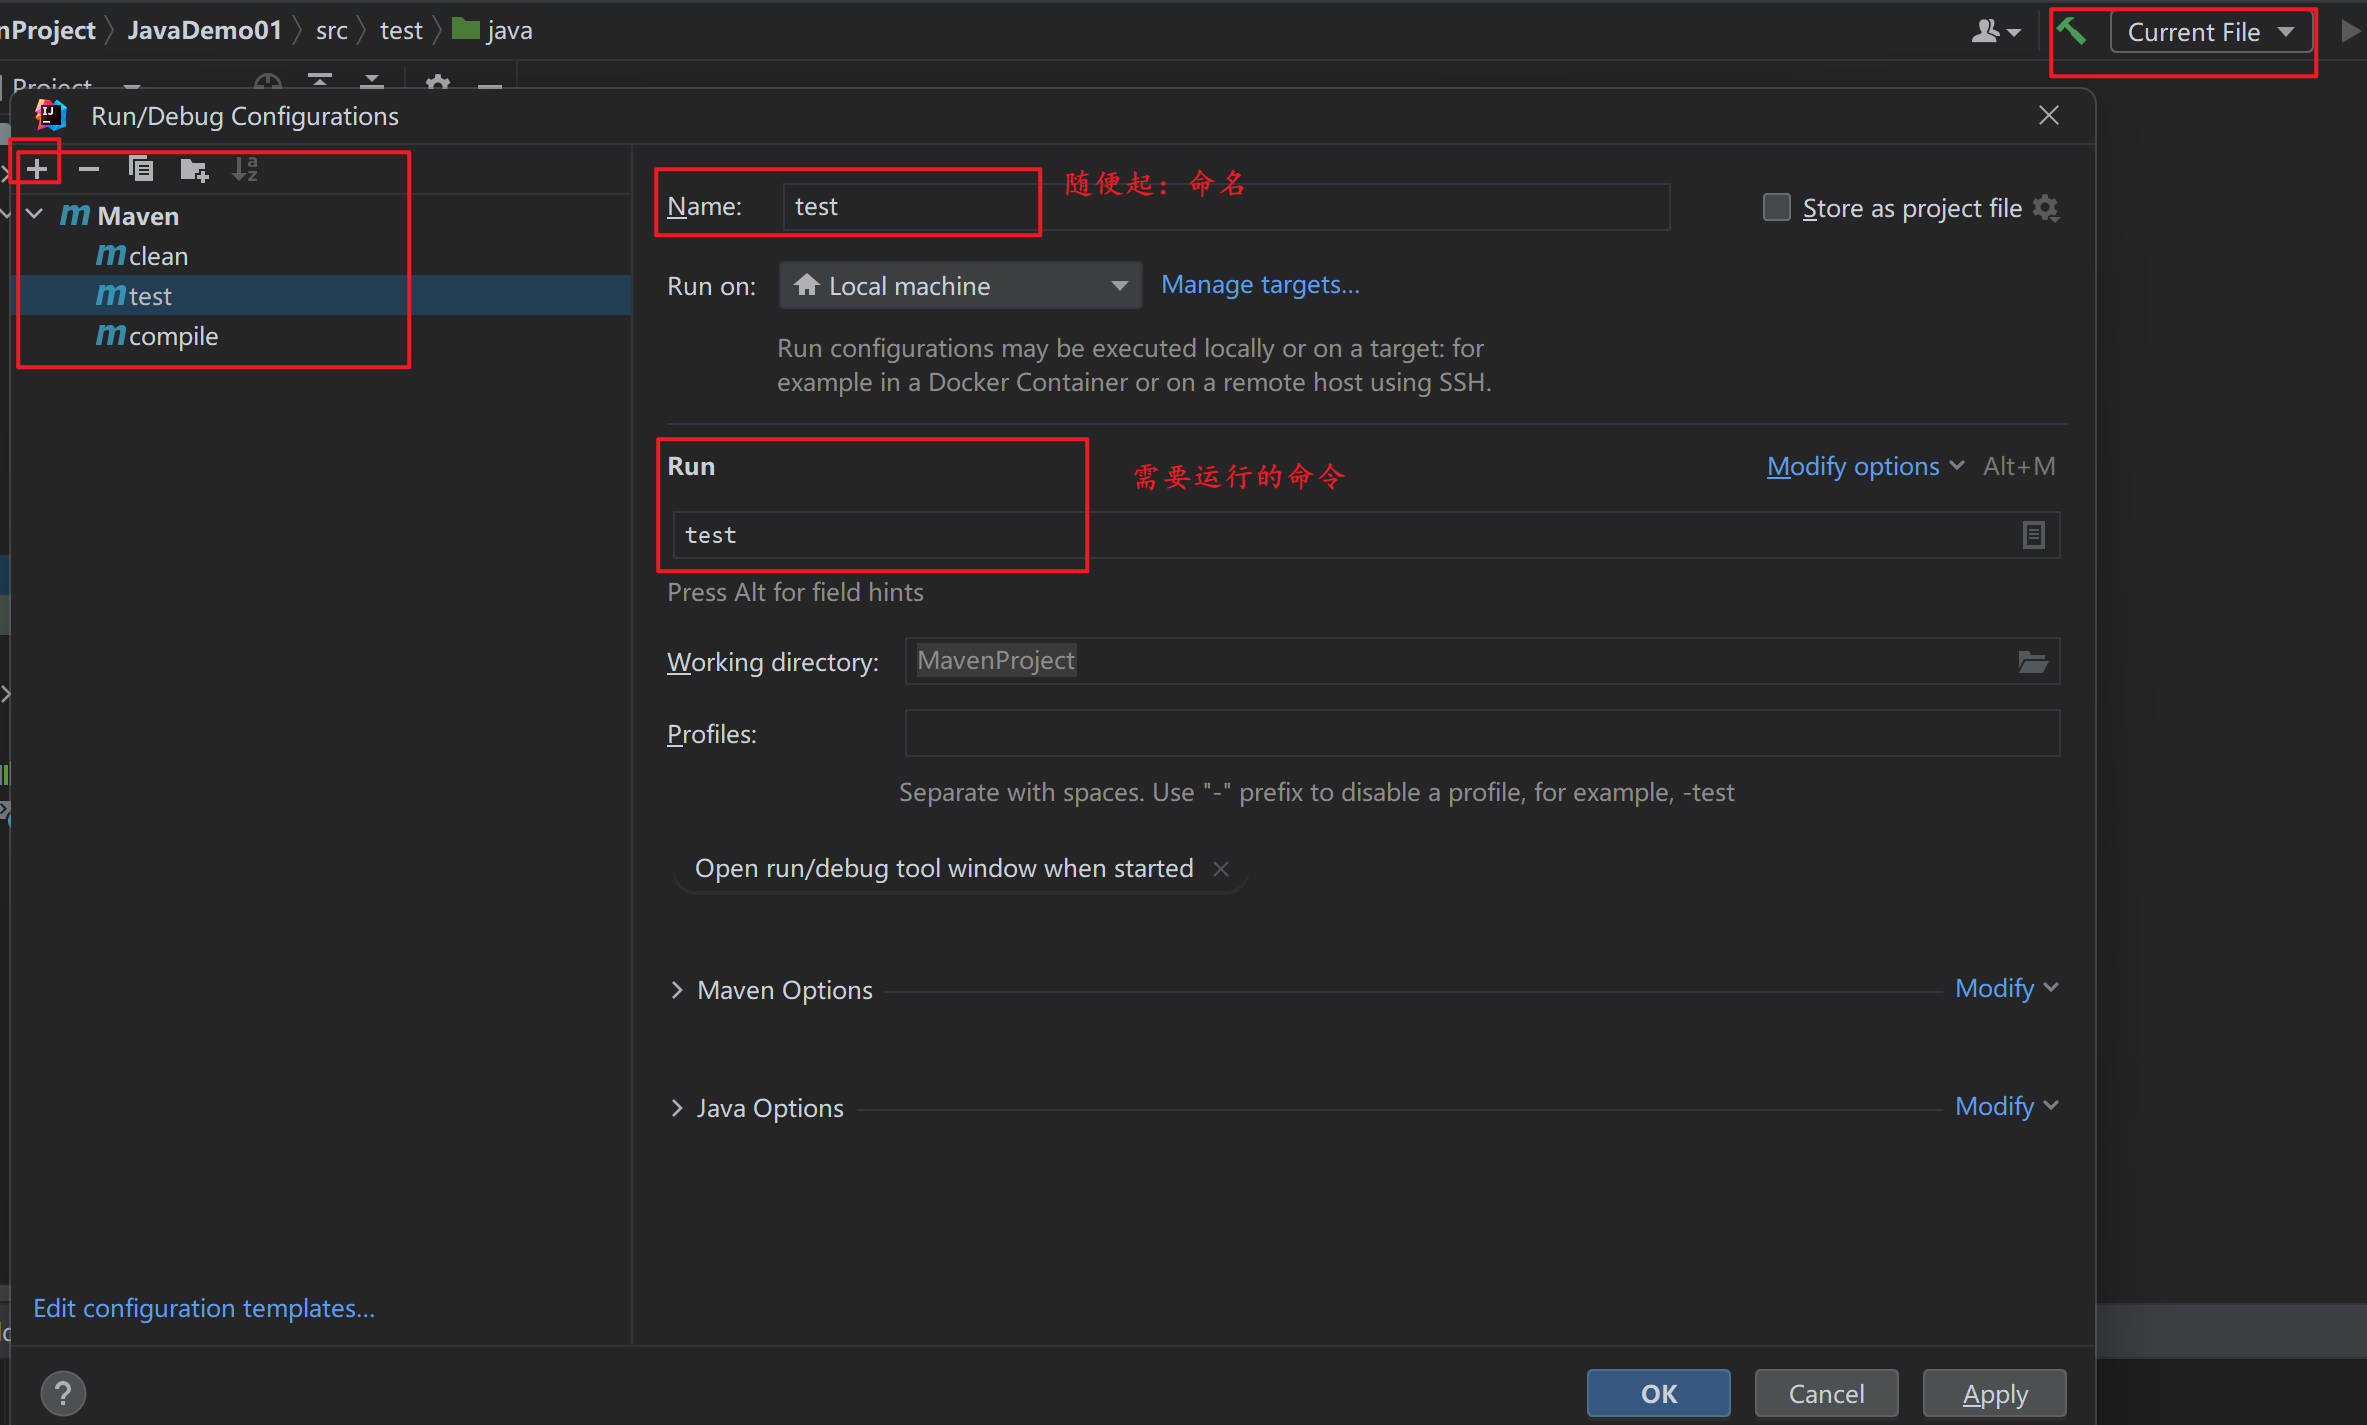 nProject JavaDemo01 src test java
Current File
Project
Run/Debug Configurations
Maven
clean
test
compile
Name: test
随便起：命名
Store as project file
Run on: Local machine Manage targets...
Run configurations may be executed locally or on a target: for
example in a Docker Container or on a remote host using SSH.
Run
需要运行的命令
Modify options Alt+M
test
Press Alt for field hints
Working directory: MavenProject
Profiles:
Separate with spaces. Use "-" prefix to disable a profile, for example, -test
Open run/debug tool window when started
Maven Options Modify
Java Options Modify
Edit configuration templates...
? OK Cancel Apply